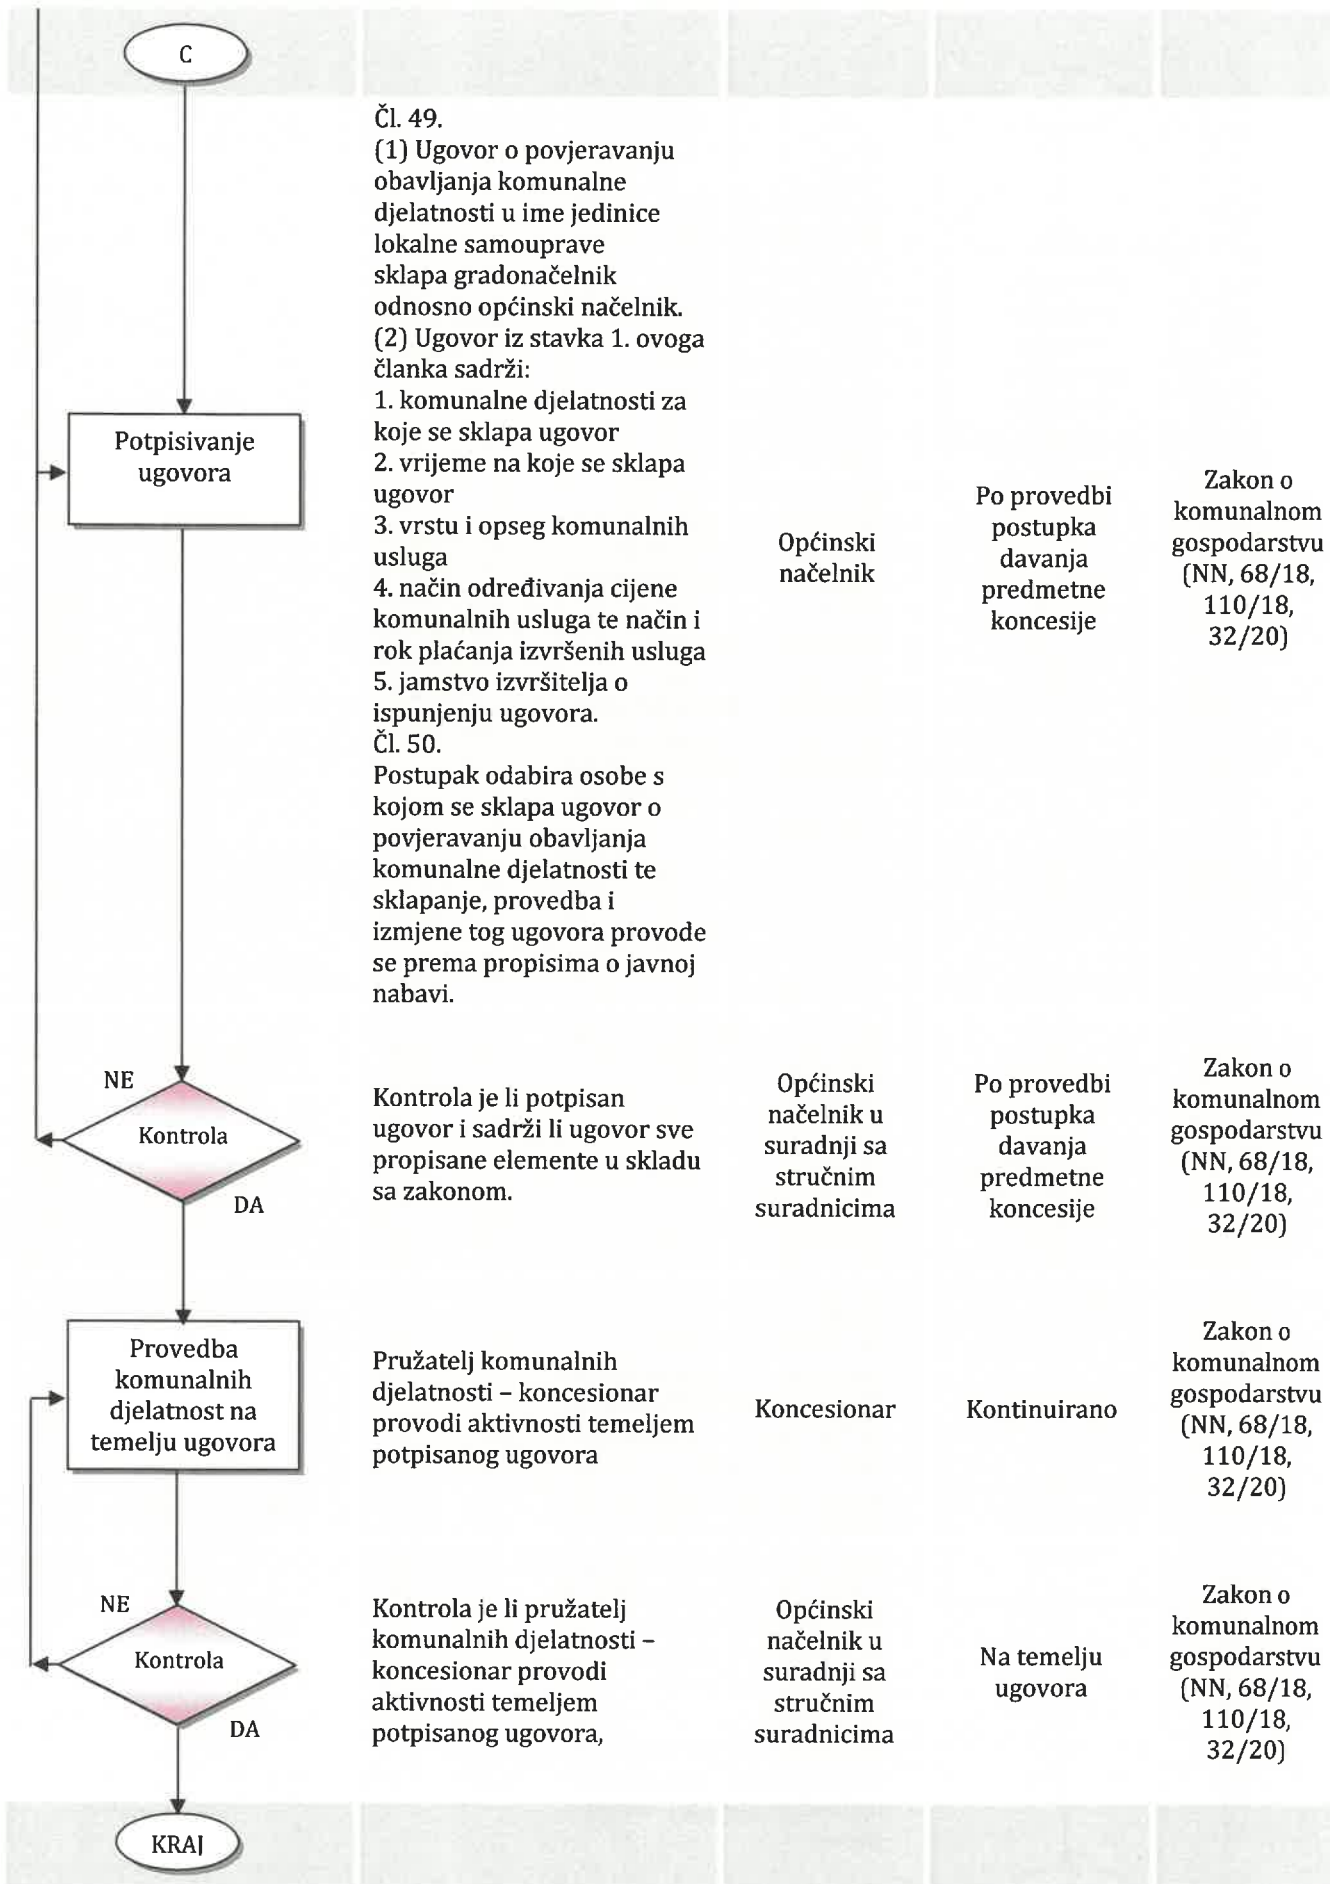 C
Čl. 49.
(1) Ugovor o povjeravanju
obavljanja komunalne
djelatnosti u ime jedinice
lokalne samouprave
sklapa gradonačelnik
odnosno općinski načelnik.
(2) Ugovor iz stavka 1. ovoga
članka sadrži:
1. komunalne djelatnosti za
koje se sklapa ugovor
2. vrijeme na koje se sklapa
ugovor
3. vrstu i opseg komunalnih
usluga
4. način određivanja cijene
komunalnih usluga te način i
rok plaćanja izvršenih usluga
5. jamstvo izvršitelja o
ispunjenju ugovora.
Čl. 50.
Postupak odabira osobe s
kojom se sklapa ugovor o
povjeravanju obavljanja
komunalne djelatnosti te
sklapanje, provedba i
izmjene tog ugovora provode
se prema propisima o javnoj
nabavi.
Potpisivanje
ugovora
Općinski
načelnik
Po provedbi
postupka
davanja
predmetne
koncesije
Zakon o
komunalnom
gospodarstvu
(NN, 68/18,
110/18,
32/20)
NE
Kontrola
DA
Kontrola je li potpisan
ugovor i sadrži li ugovor sve
propisane elemente u skladu
sa zakonom.
Općinski
načelnik u
suradnji sa
stručnim
suradnicima
Po provedbi
postupka
davanja
predmetne
koncesije
Zakon o
komunalnom
gospodarstvu
(NN, 68/18,
110/18,
32/20)
Provedba
komunalnih
djelatnost na
temelju ugovora
Pružatelj komunalnih
djelatnosti – koncesionar
provodi aktivnosti temeljem
potpisanog ugovora
Koncesionar
Kontinuirano
Zakon o
komunalnom
gospodarstvu
(NN, 68/18,
110/18,
32/20)
NE
Kontrola
DA
Kontrola je li pružatelj
komunalnih djelatnosti –
koncesionar provodi
aktivnosti temeljem
potpisanog ugovora,
Općinski
načelnik u
suradnji sa
stručnim
suradnicima
Na temelju
ugovora
Zakon o
komunalnom
gospodarstvu
(NN, 68/18,
110/18,
32/20)
KRAJ